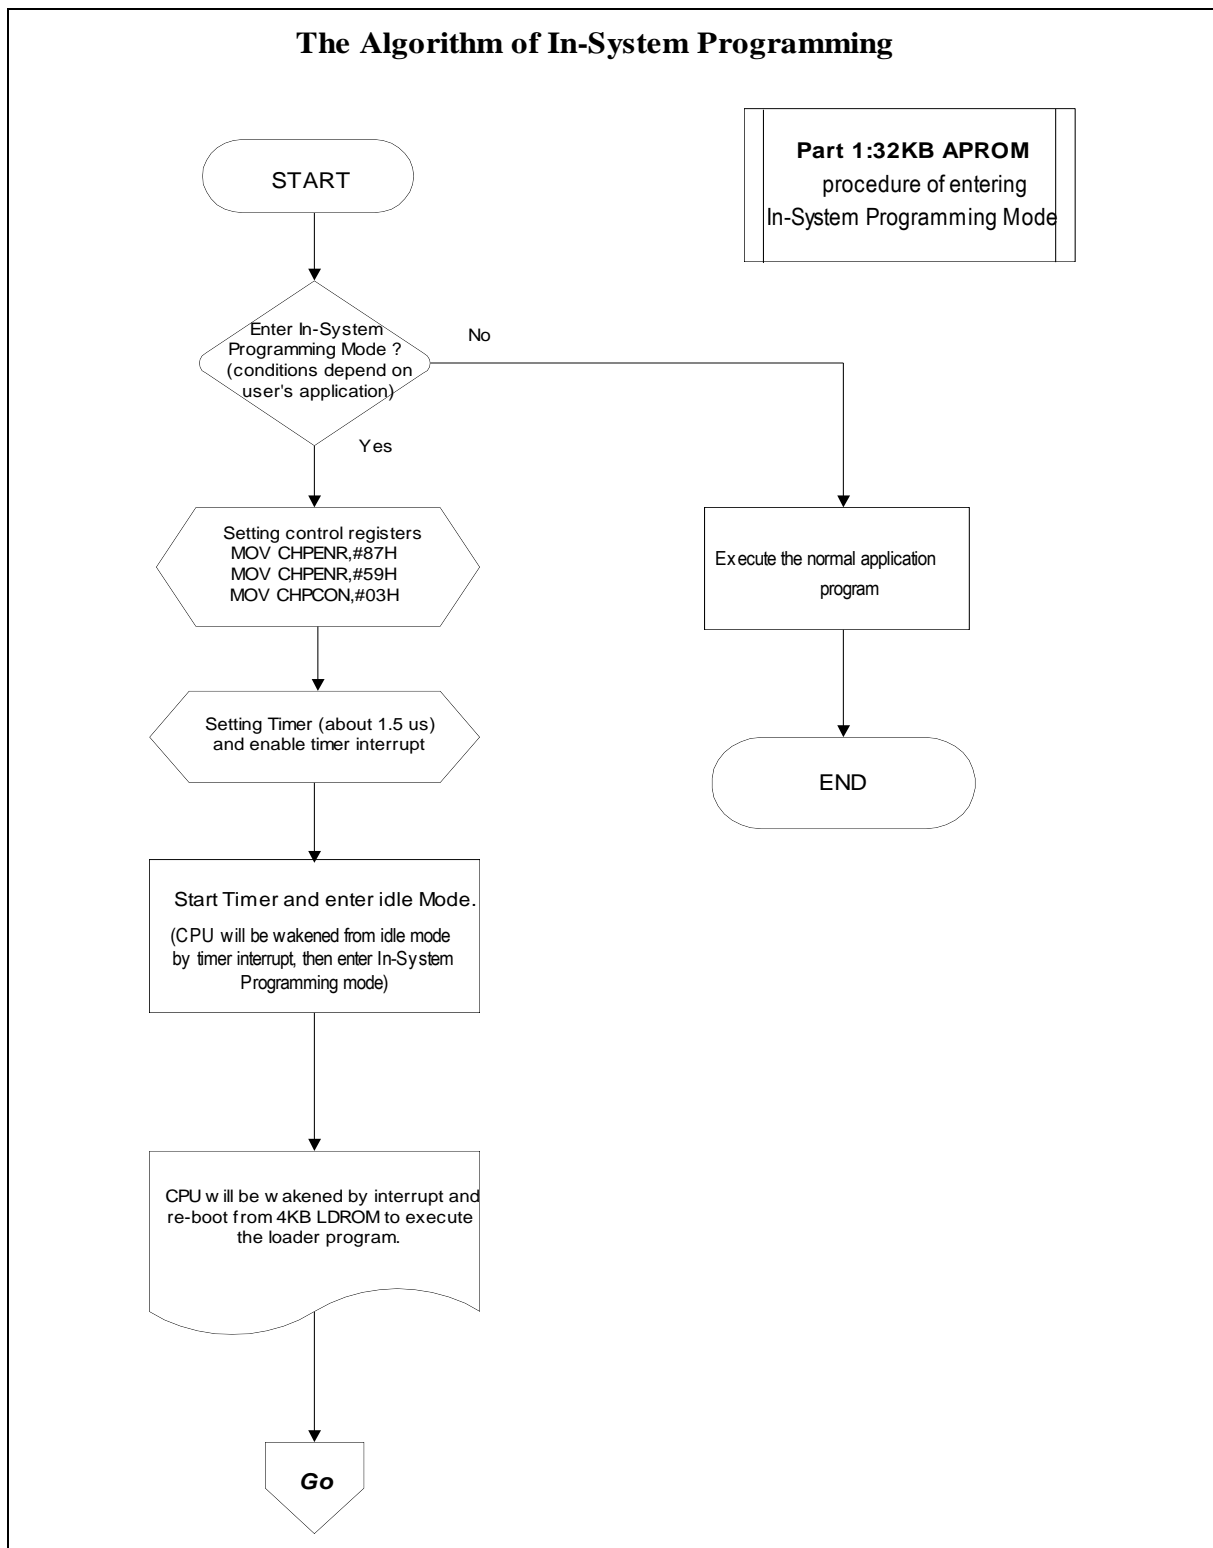 The Algorithm of In-System Programming
START
Part 1:32KB APROM
procedure of entering
In-System Programming Mode
Enter In-System
Programming Mode ?
(conditions depend on
user's application)
No
Yes
Setting control registers
MOV CHPENR,#87H
MOV CHPENR,#59H
MOV CHPCON,#03H
Execute the normal application
program
Setting Timer (about 1.5 us)
and enable timer interrupt
END
Start Timer and enter idle Mode.
(CPU will be wakened from idle mode
by timer interrupt, then enter In-System
Programming mode)
CPU will be wakened by interrupt and
re-boot from 4KB LDROM to execute
the loader program.
Go